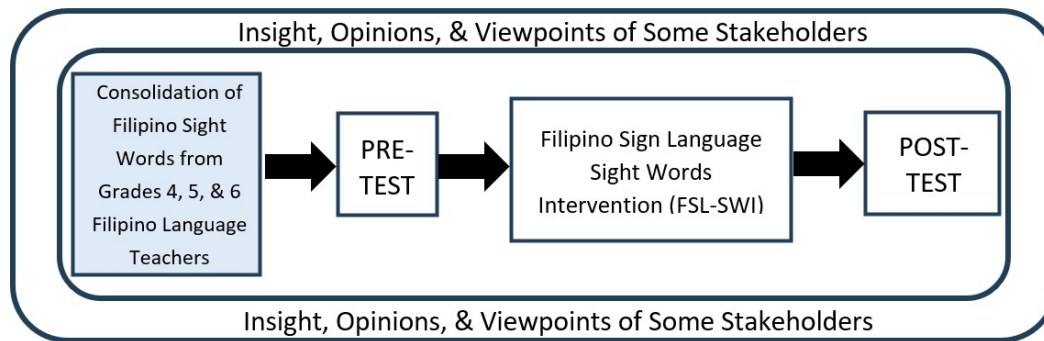 Insight, Opinions, & Viewpoints of Some Stakeholders
Consolidation of
Filipino Sight
Words from
Grades 4, 5, & 6
Filipino Language
Teachers
PRE-
TEST
Filipino Sign Language
Sight Words
Intervention (FSL-SWI)
POST-
TEST
Insight, Opinions, & Viewpoints of Some Stakeholders